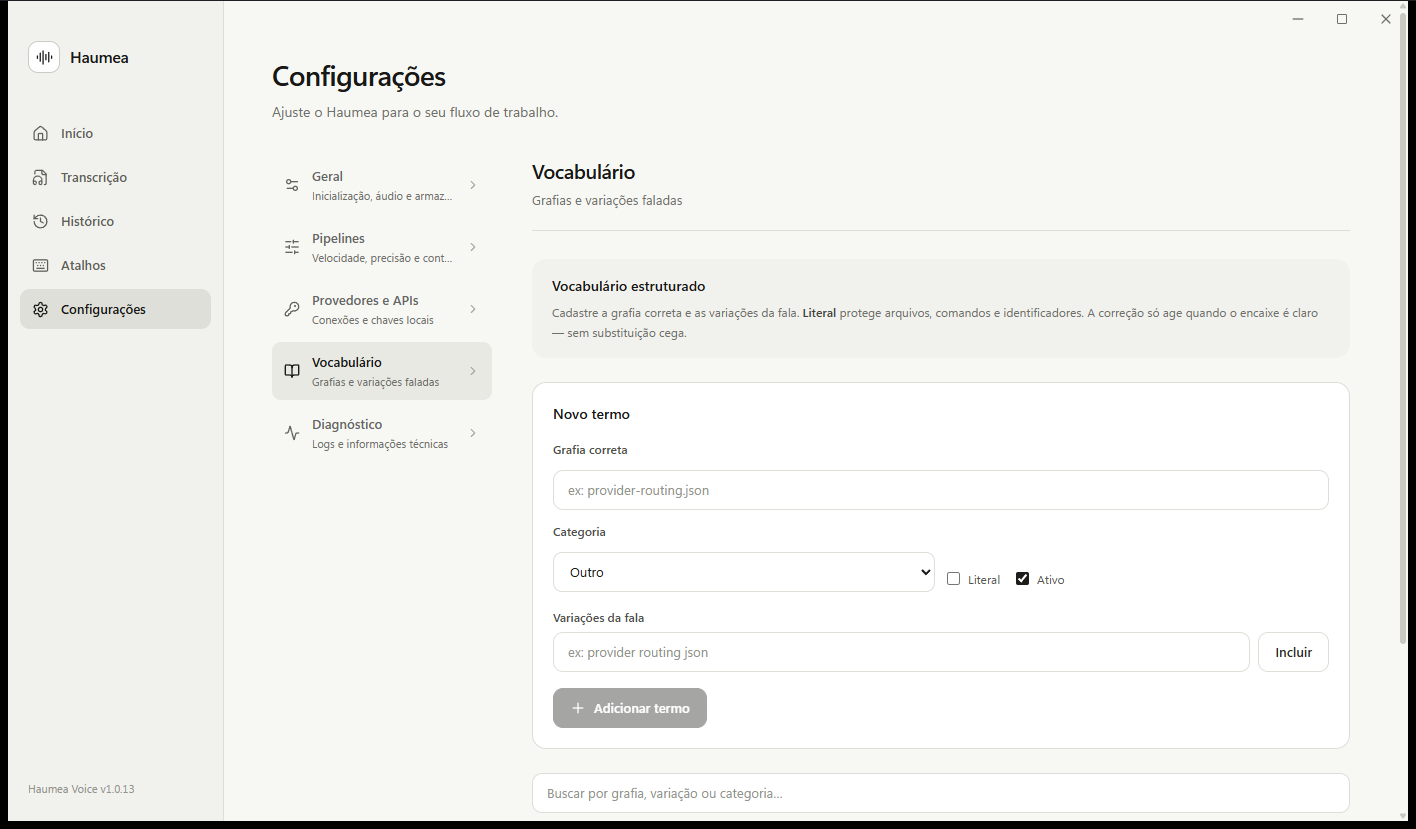 Haumea
Início
Transcrição
Histórico
Atalhos
Configurações
Haumea Voice v1.0.13
Configurações
Ajuste o Haumea para o seu fluxo de trabalho.
Geral
Inicialização, áudio e armaz...
Pipelines
Velocidade, precisão e cont...
Provedores e APIs
Conexões e chaves locais
Vocabulário
Grafias e variações faladas
Diagnóstico
Logs e informações técnicas
Vocabulário
Grafias e variações faladas
Vocabulário estruturado
Cadastre a grafia correta e as variações da fala. Literal protege arquivos, comandos e identificadores. A correção só age quando o encaixe é claro
— sem substituição cega.
Novo termo
Grafia correta
ex: provider-routing.json
Categoria
Outro
Literal
Ativo
Variações da fala
ex: provider routing json
Incluir
Adicionar termo
Buscar por grafia, variação ou categoria...